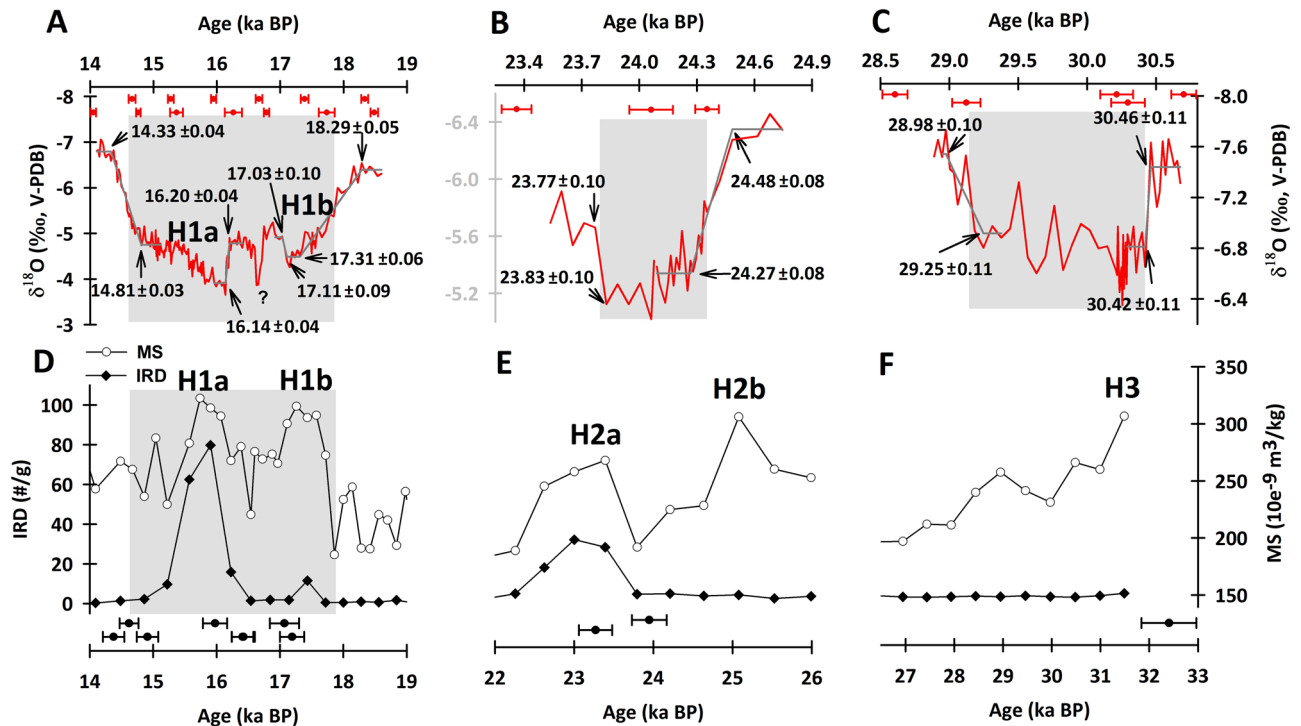 A
Age (ka BP)
14 15 16 17 18 19
B
Age (ka BP)
23.4 23.7 24.0 24.3 24.6 24.9
C
Age (ka BP)
28.5 29.0 29.5 30.0 30.5
δ¹⁸O (‰, V-PDB)
-8
-7
-6
-5
-4
-3
14.33 ±0.04
18.29±0.05
16.20 ±0.04
17.03±0.10
H1a
H1b
17.31 ±0.06
14.81±0.03
?
17.11±0.09
16.14 ±0.04
-6.4
-6.0
-5.6
-5.2
23.77±0.10
24.48±0.08
23.83±0.10
24.27±0.08
28.98±0.10
30.46±0.11
29.25±0.11
30.42±0.11
-8.0
-7.6
-7.2
-6.8
-6.4
δ¹⁸O (‰, V-PDB)
D
MS
IRD
H1a
H1b
IRD (#/g)
100
80
60
40
20
0
14 15 16 17 18 19
Age (ka BP)
E
H2a
H2b
22 23 24 25 26
Age (ka BP)
F
H3
350
300
250
200
150
MS (10e⁻⁹ m³/kg)
27 28 29 30 31 32 33
Age (ka BP)